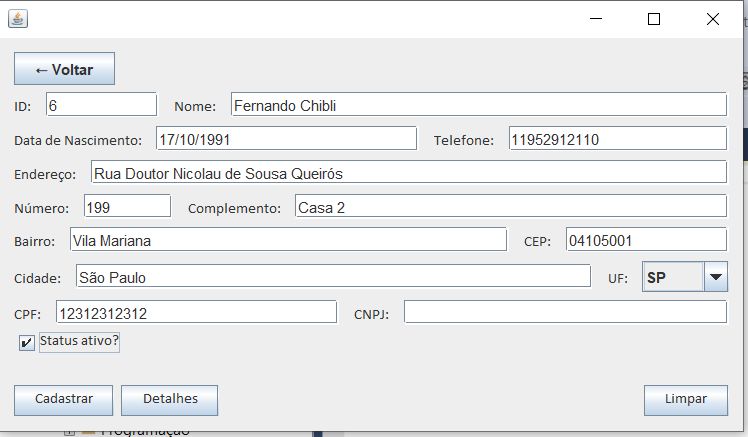 ← Voltar
ID: 6 Nome: Fernando Chibli
Data de Nascimento: 17/10/1991 Telefone: 11952912110
Endereço: Rua Doutor Nicolau de Sousa Queirós
Número: 199 Complemento: Casa 2
Bairro: Vila Mariana CEP: 04105001
Cidade: São Paulo UF: SP
CPF: 12312312312 CNPJ:
Status ativo?
Cadastrar Detalhes Limpar
Programação